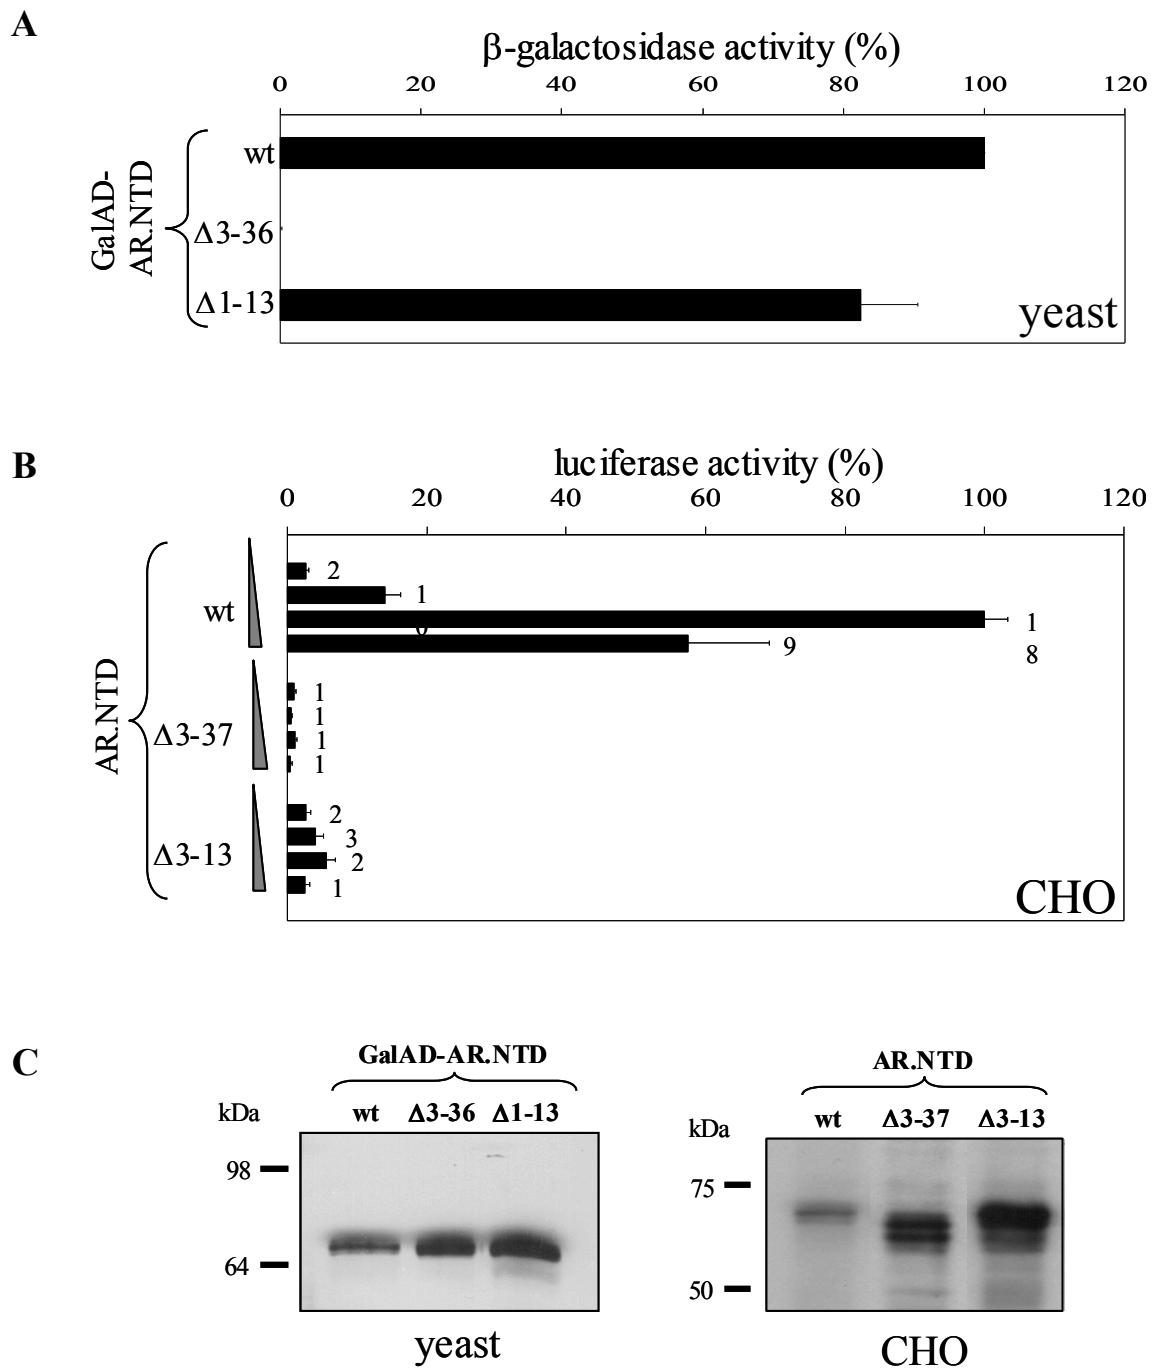 A
β-galactosidase activity (%)
0 20 40 60 80 100 120
GalAD-
AR.NTD
wt
Δ3-36
Δ1-13
yeast
B
luciferase activity (%)
0 20 40 60 80 100 120
AR.NTD
wt
2
1
0
1
8
9
Δ3-37
1
1
1
1
Δ3-13
2
3
2
1
CHO
C
GalAD-AR.NTD
kDa wt Δ3-36 Δ1-13
98
64
yeast
AR.NTD
kDa wt Δ3-37 Δ3-13
75
50
CHO